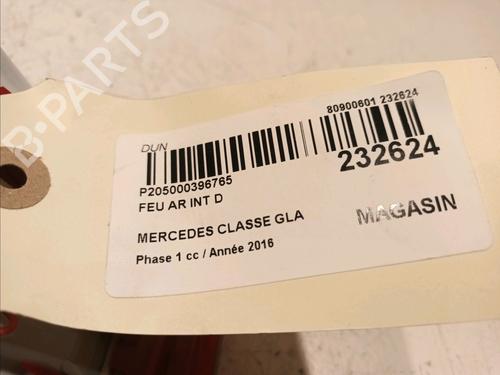 B-PARTS
DUN
80900601 232624
P205000396765
232624
FEU AR INT D
MERCEDES CLASSE GLA
MAGASIN
Phase 1 cc / Année 2016